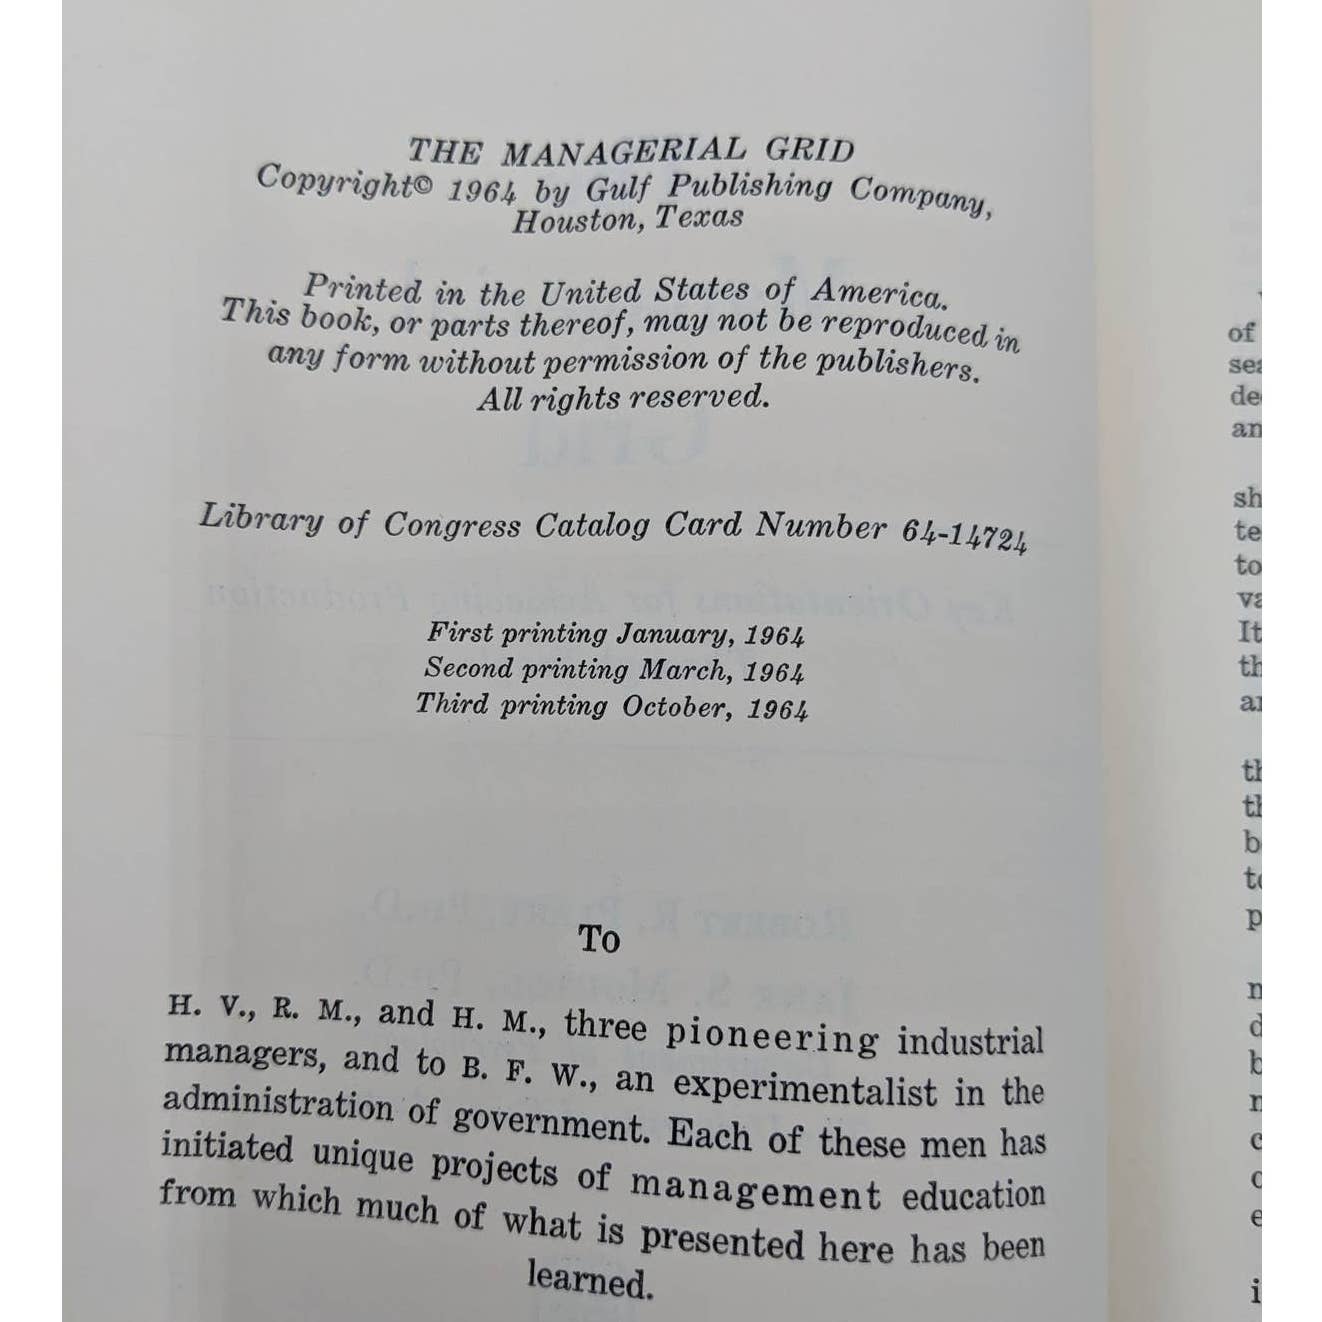 THE MANAGERIAL GRID
Copyright© 1964 by Gulf Publishing Company,
Houston, Texas
Printed in the United States of America.
This book, or parts thereof, may not be reproduced in
any form without permission of the publishers.
All rights reserved.
Library of Congress Catalog Card Number 64-14724
First printing January, 1964
Second printing March, 1964
Third printing October, 1964
To
H. V., R. M., and H. M., three pioneering industrial
managers, and to B. F. W., an experimentalist in the
administration of government. Each of these men has
initiated unique projects of management education
from which much of what is presented here has been
learned.
of
It